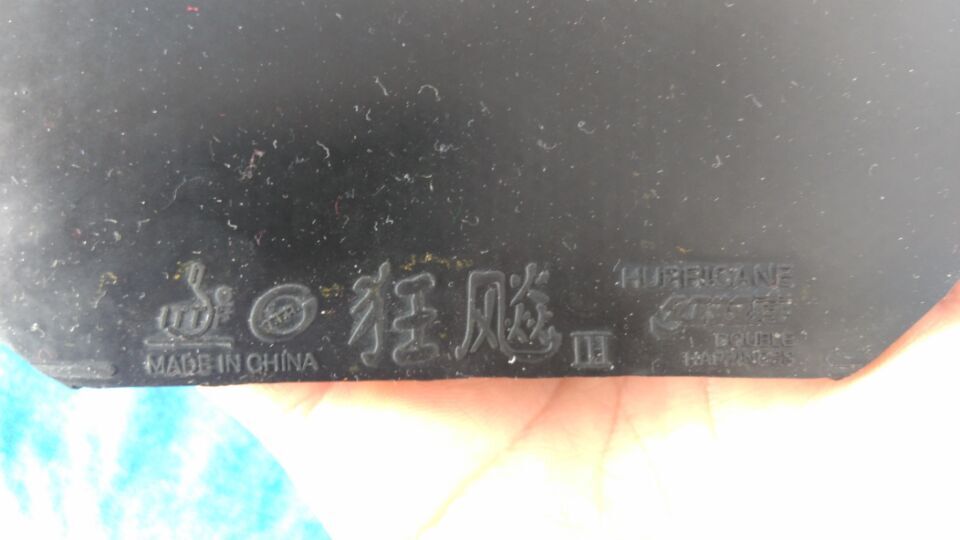 MADE IN CHINA
狂飚 III
HURRICANE
DOUBLE
HAPPINESS